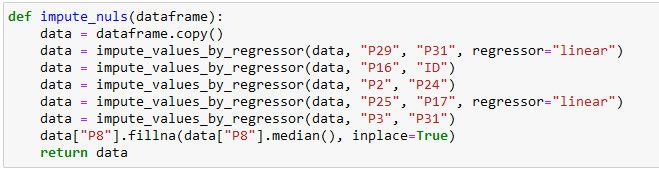 def impute_nuls(dataframe):
    data = dataframe.copy()
    data = impute_values_by_regressor(data, "P29", "P31", regressor="linear")
    data = impute_values_by_regressor(data, "P16", "ID")
    data = impute_values_by_regressor(data, "P2", "P24")
    data = impute_values_by_regressor(data, "P25", "P17", regressor="linear")
    data = impute_values_by_regressor(data, "P3", "P31")
    data["P8"].fillna(data["P8"].median(), inplace=True)
    return data